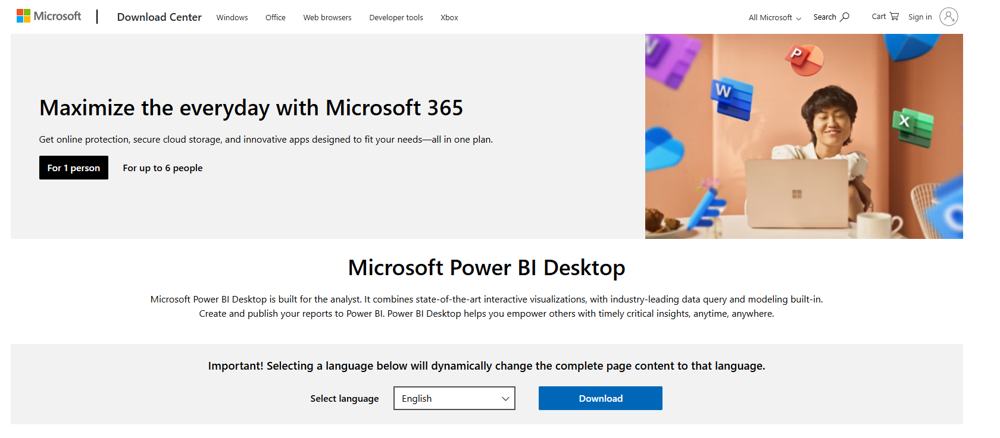 Microsoft
Download Center
Windows
Office
Web browsers
Developer tools
Xbox
All Microsoft
Search
Cart
Sign in
Maximize the everyday with Microsoft 365
Get online protection, secure cloud storage, and innovative apps designed to fit your needs—all in one plan.
For 1 person
For up to 6 people
N
P
W
X
O
Microsoft Power BI Desktop
Microsoft Power BI Desktop is built for the analyst. It combines state-of-the-art interactive visualizations, with industry-leading data query and modeling built-in.
Create and publish your reports to Power BI. Power BI Desktop helps you empower others with timely critical insights, anytime, anywhere.
Important! Selecting a language below will dynamically change the complete page content to that language.
Select language
English
Download